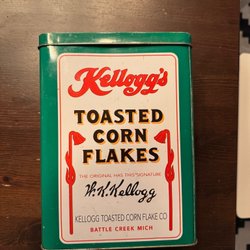 Kellogg's
TOASTED
CORN
FLAKES
THE ORIGINAL HAS THIS SIGNATURE
W.K. Kellogg
KELLOGG TOASTED CORN FLAKE CO
BATTLE CREEK MICH